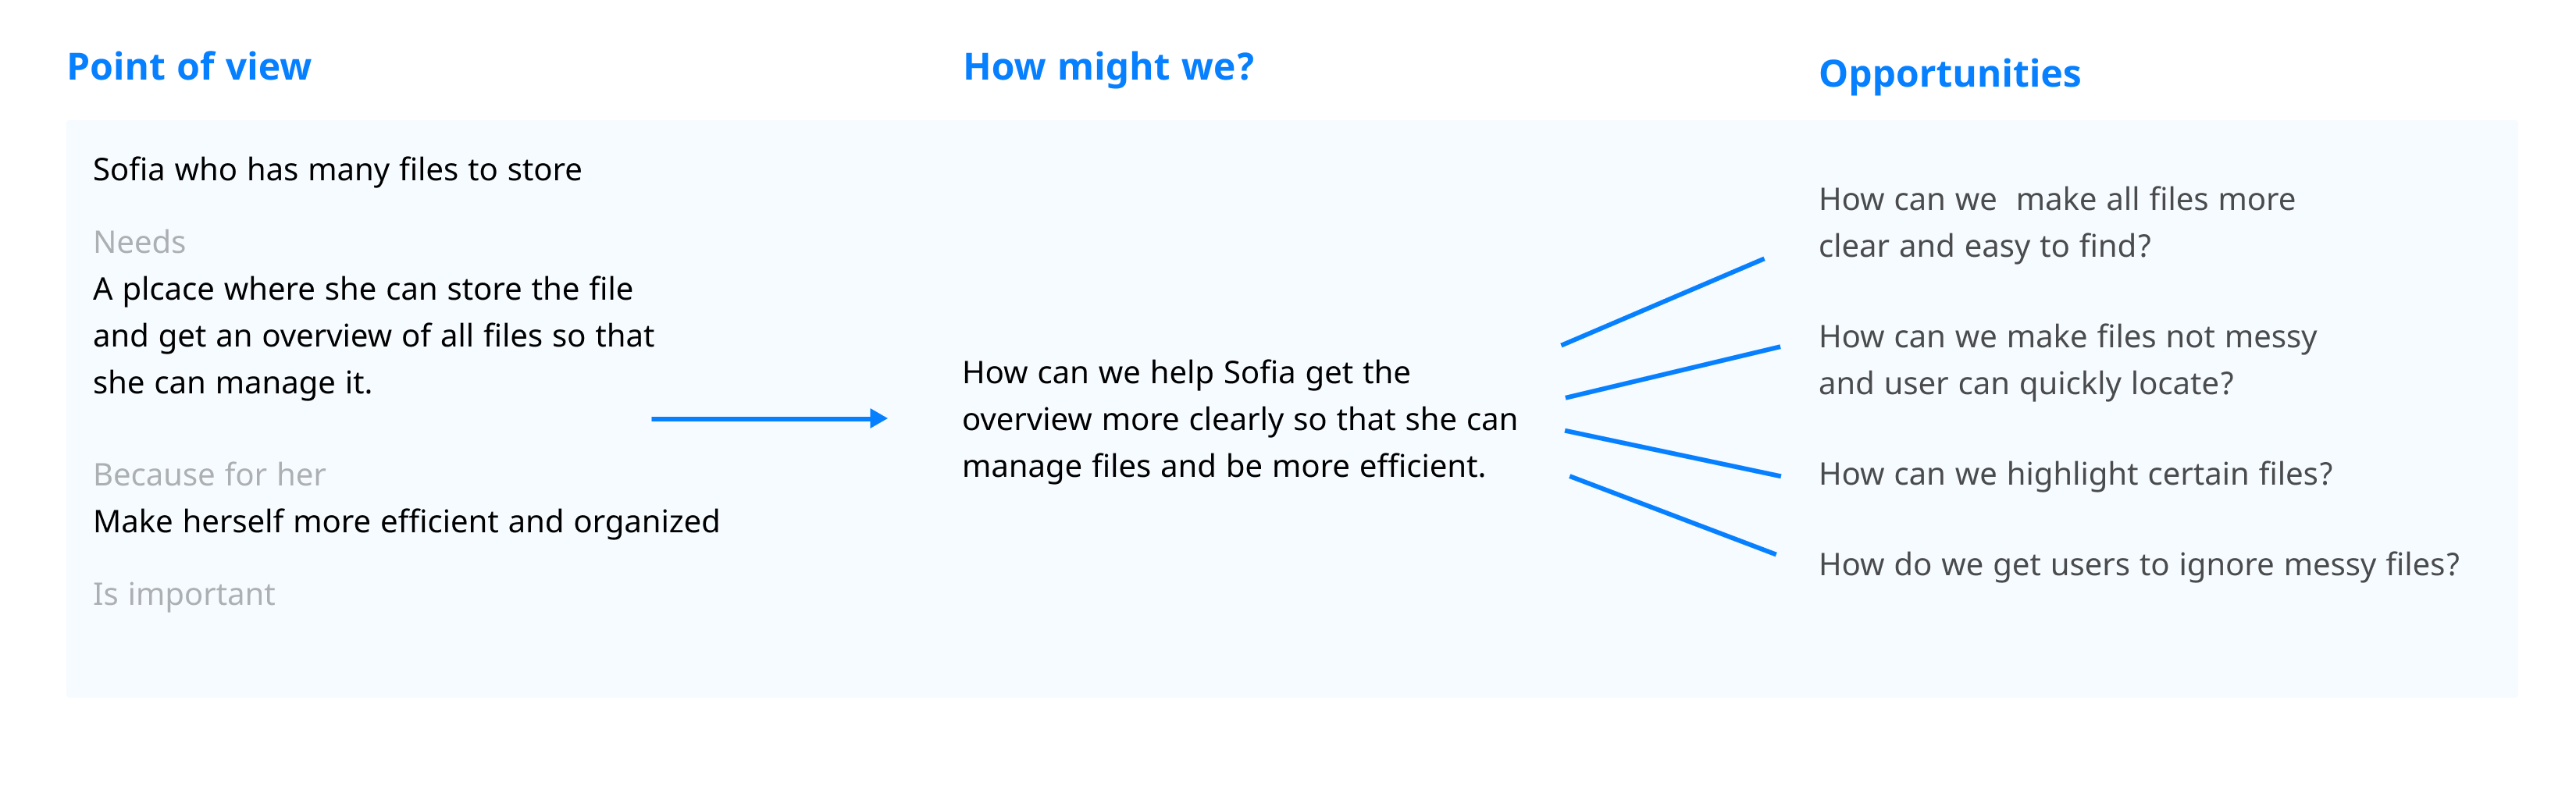 Point of view
Sofia who has many files to store
Needs
A plcace where she can store the file
and get an overview of all files so that
she can manage it.
Because for her
Make herself more efficient and organized
Is important
How might we?
How can we help Sofia get the
overview more clearly so that she can
manage files and be more efficient.
Opportunities
How can we  make all files more
clear and easy to find?
How can we make files not messy
and user can quickly locate?
How can we highlight certain files?
How do we get users to ignore messy files?